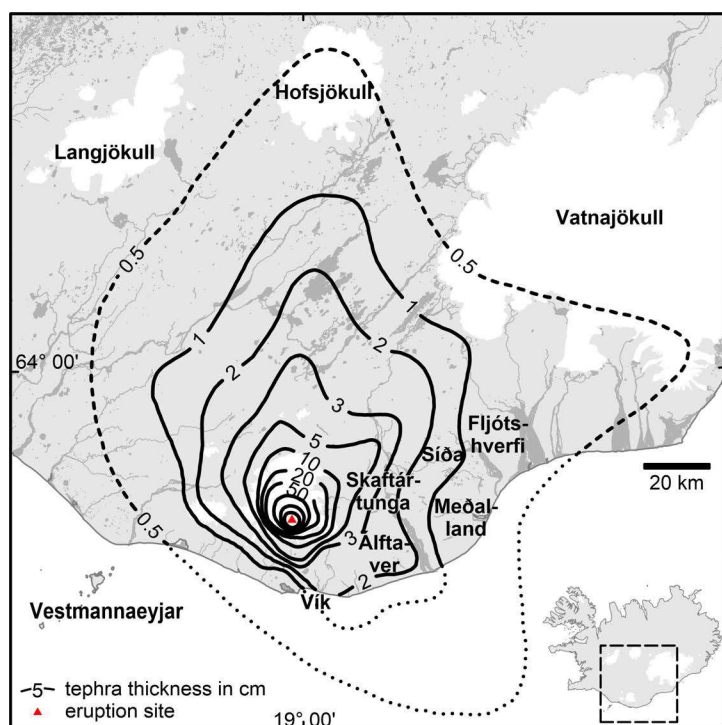 Hofsjökull
Langjökull
Vatnajökull
0.5
0.5
1
1
2
2
64° 00'
3
5
10
20
50
Fljóts-
hverfi
Síða
Skaftár-
tunga
Meðal-
land
20 km
3
Álfta-
ver
0.5
2
Vík
Vestmannaeyjar
5 tephra thickness in cm
eruption site
19° 00'